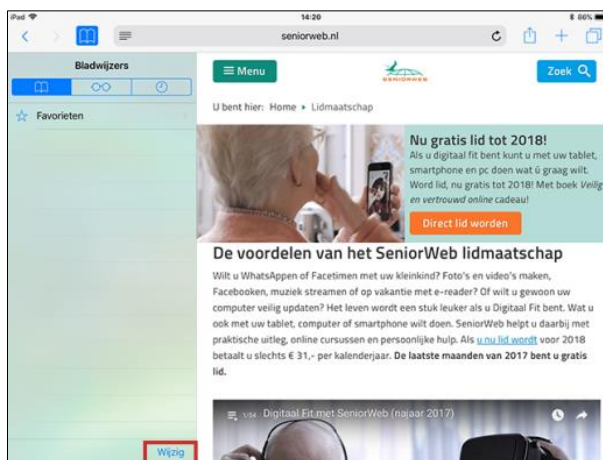 iPad
14:20
86%
seniorweb.nl
Bladwijzers
Favorieten
Wijzig
Menu
SENIORWEB
Zoek
U bent hier: Home ▸ Lidmaatschap
Nu gratis lid tot 2018!
Als u digitaal fit bent kunt u met uw tablet,
smartphone en pc doen wat ú graag wilt.
Word lid, nu gratis tot 2018! Met boek Veilig
en vertrouwd online cadeau!
Direct lid worden
De voordelen van het SeniorWeb lidmaatschap
Wilt u WhatsAppen of Facetimen met uw kleinkind? Foto's en video's maken,
Facebooken, muziek streamen of op vakantie met e-reader? Of wilt u gewoon uw
computer veilig updaten? Het leven wordt een stuk leuker als u Digitaal Fit bent. Wat u
ook met uw tablet, computer of smartphone wilt doen. SeniorWeb helpt u daarbij met
praktische uitleg, online cursussen en persoonlijke hulp. Als u nu lid wordt voor 2018
betaalt u slechts € 31,- per kalenderjaar. De laatste maanden van 2017 bent u gratis
lid.
1/54 Digitaal Fit met SeniorWeb (najaar 2017)